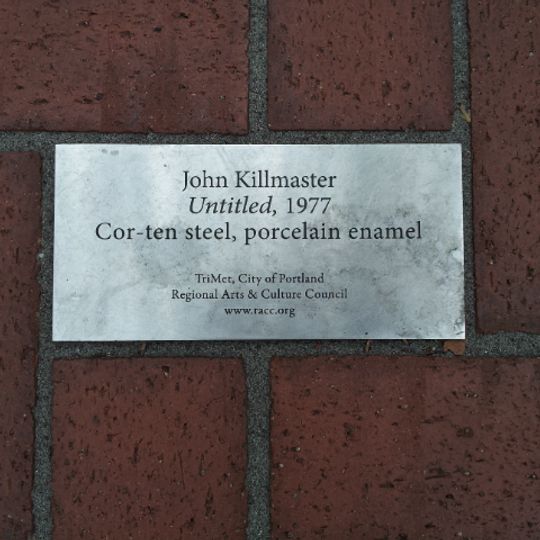 John Killmaster
Untitled, 1977
Cor-ten steel, porcelain enamel
TriMet, City of Portland
Regional Arts & Culture Council
www.racc.org